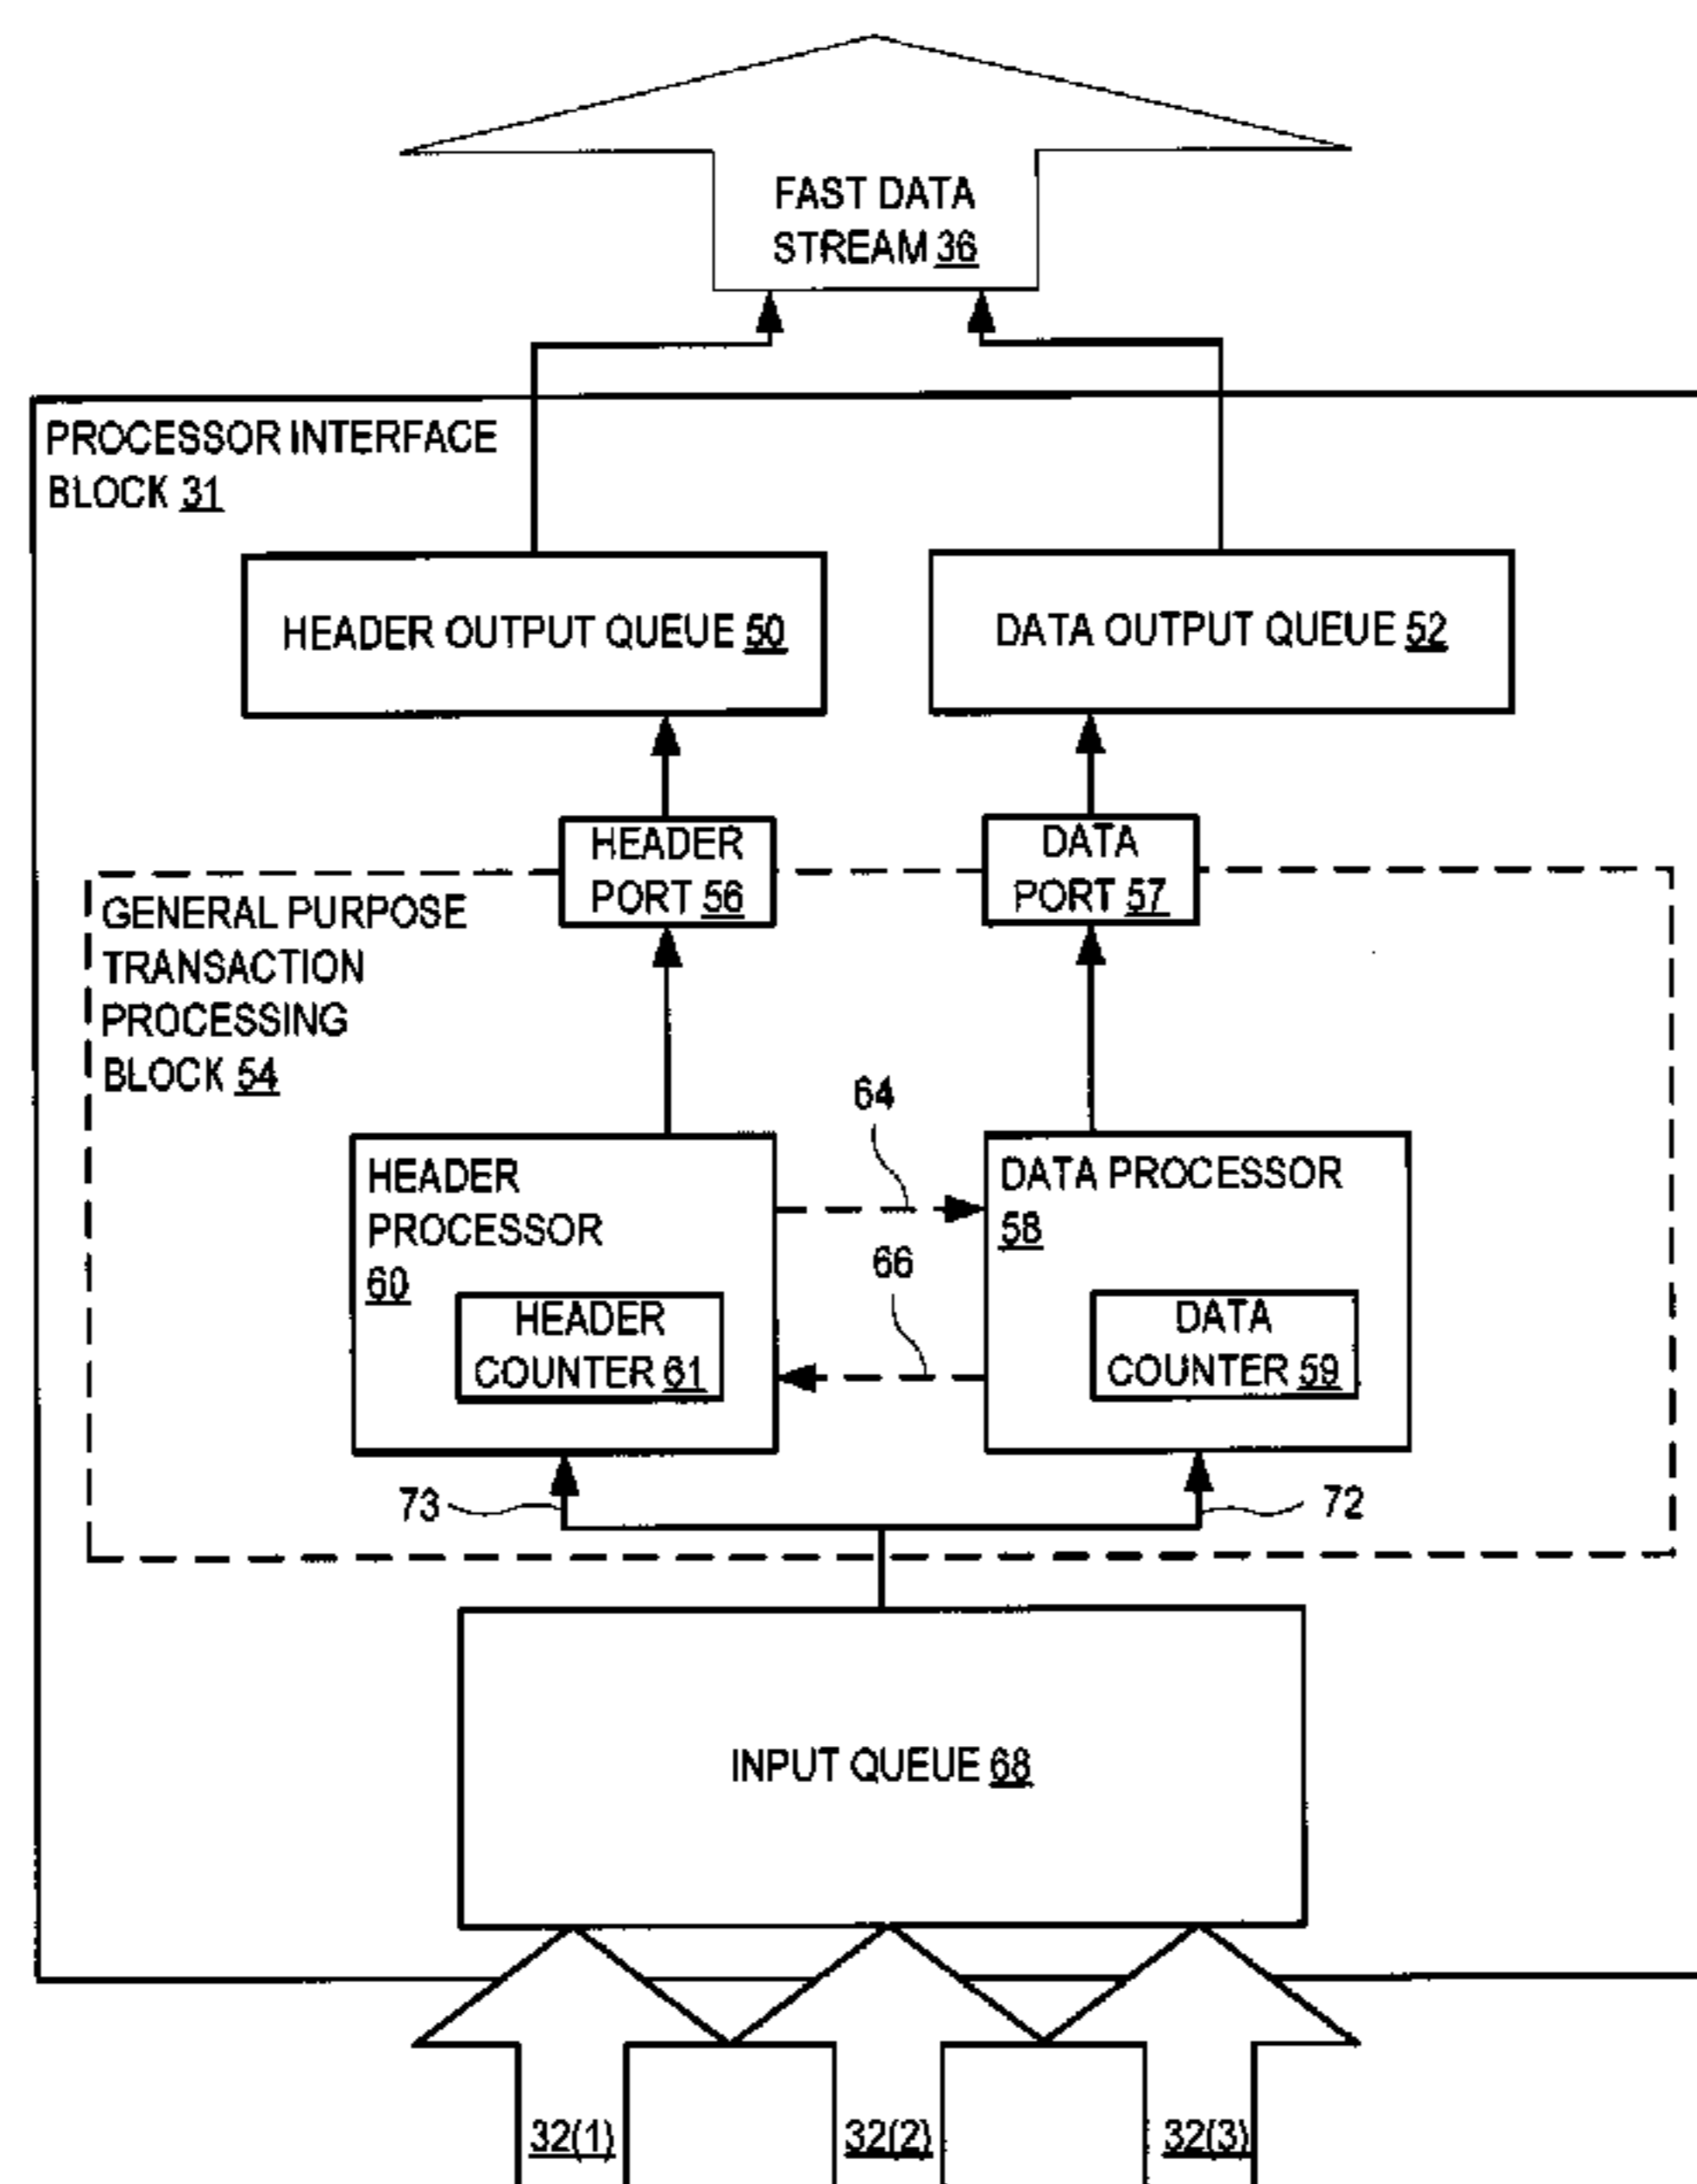 FAST DATA
STREAM 36
PROCESSOR INTERFACE
BLOCK 31
HEADER OUTPUT QUEUE 50
DATA OUTPUT QUEUE 52
HEADER
PORT 56
DATA
PORT 57
GENERAL PURPOSE
TRANSACTION
PROCESSING
BLOCK 54
64
HEADER
PROCESSOR
60
DATA PROCESSOR
58
66
HEADER
COUNTER 61
DATA
COUNTER 59
73
72
INPUT QUEUE 68
32(1)
32(2)
32(3)